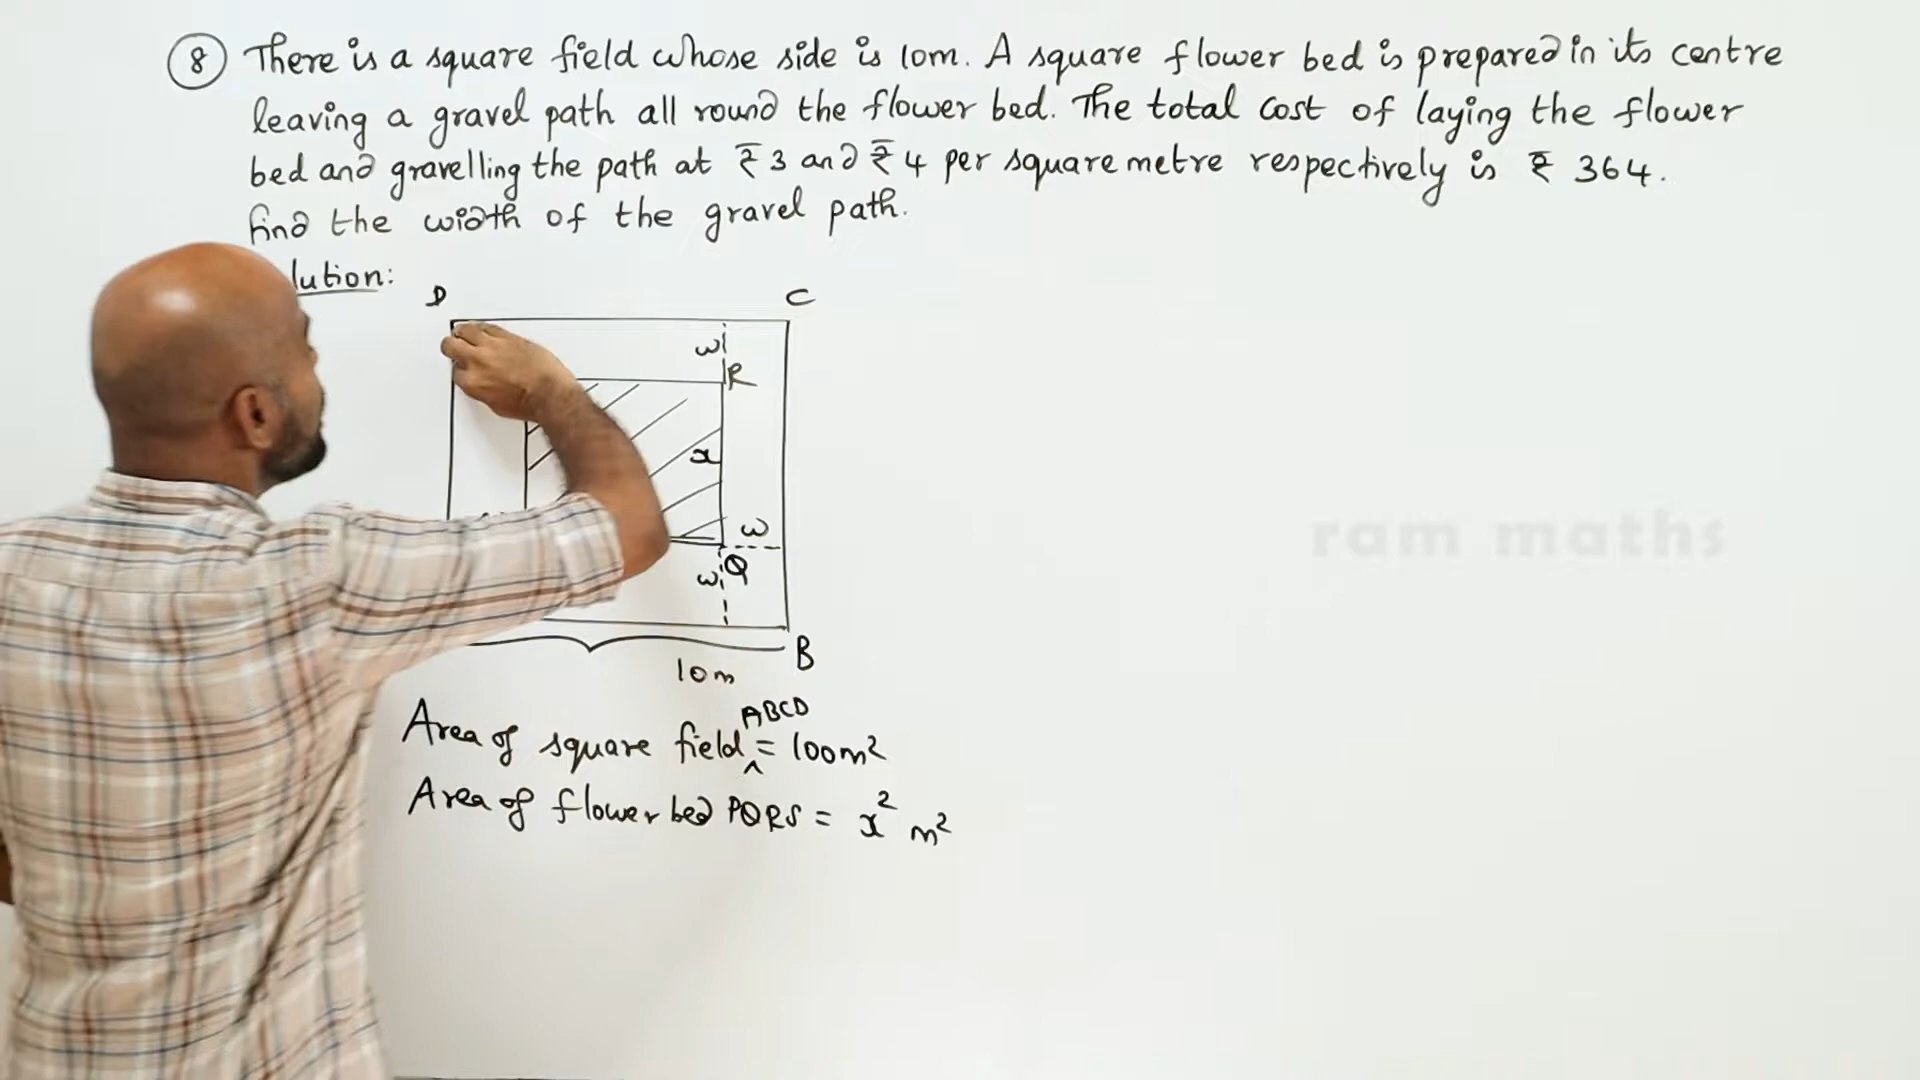 8 There is a square field whose side is 10m. A square flower bed is prepared in its centre
leaving a gravel path all round the flower bed. The total cost of laying the flower
bed and gravelling the path at ₹3 and ₹4 per square metre respectively is ₹ 364.
find the width of the gravel path.
lution:
D C
w
R
x
w
Q
w
B
10m
ABCD
Area of square field ^ = 100m²
Area of flower bed PQRS = x² m²
ram maths